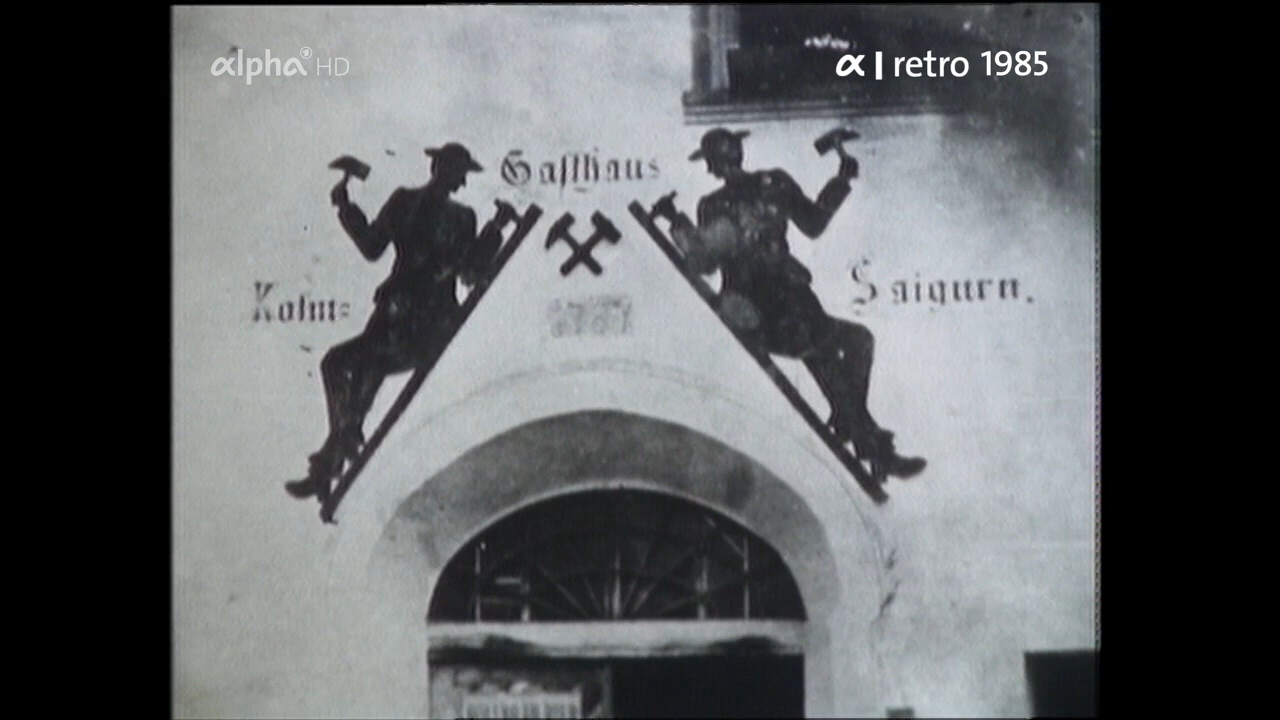 alpha HD
α | retro 1985
Gasthaus
Kolm= Saigurn.